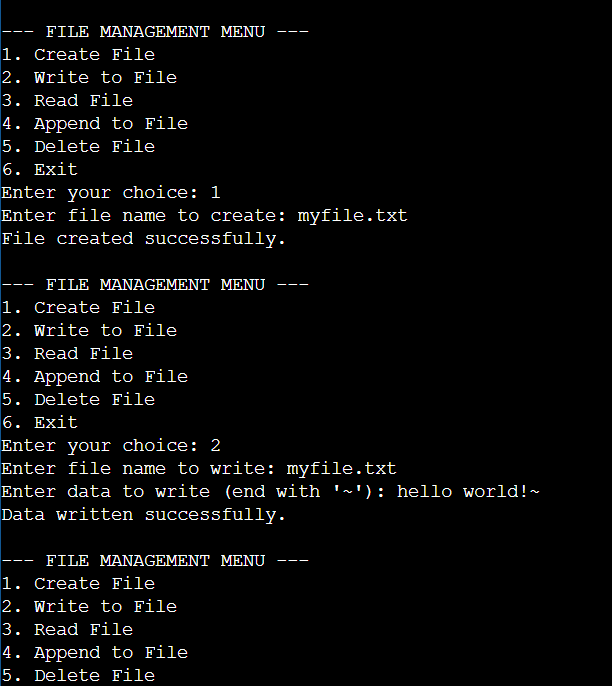 --- FILE MANAGEMENT MENU ---
1. Create File
2. Write to File
3. Read File
4. Append to File
5. Delete File
6. Exit
Enter your choice: 1
Enter file name to create: myfile.txt
File created successfully.
--- FILE MANAGEMENT MENU ---
1. Create File
2. Write to File
3. Read File
4. Append to File
5. Delete File
6. Exit
Enter your choice: 2
Enter file name to write: myfile.txt
Enter data to write (end with '~'): hello world!~
Data written successfully.
--- FILE MANAGEMENT MENU ---
1. Create File
2. Write to File
3. Read File
4. Append to File
5. Delete File